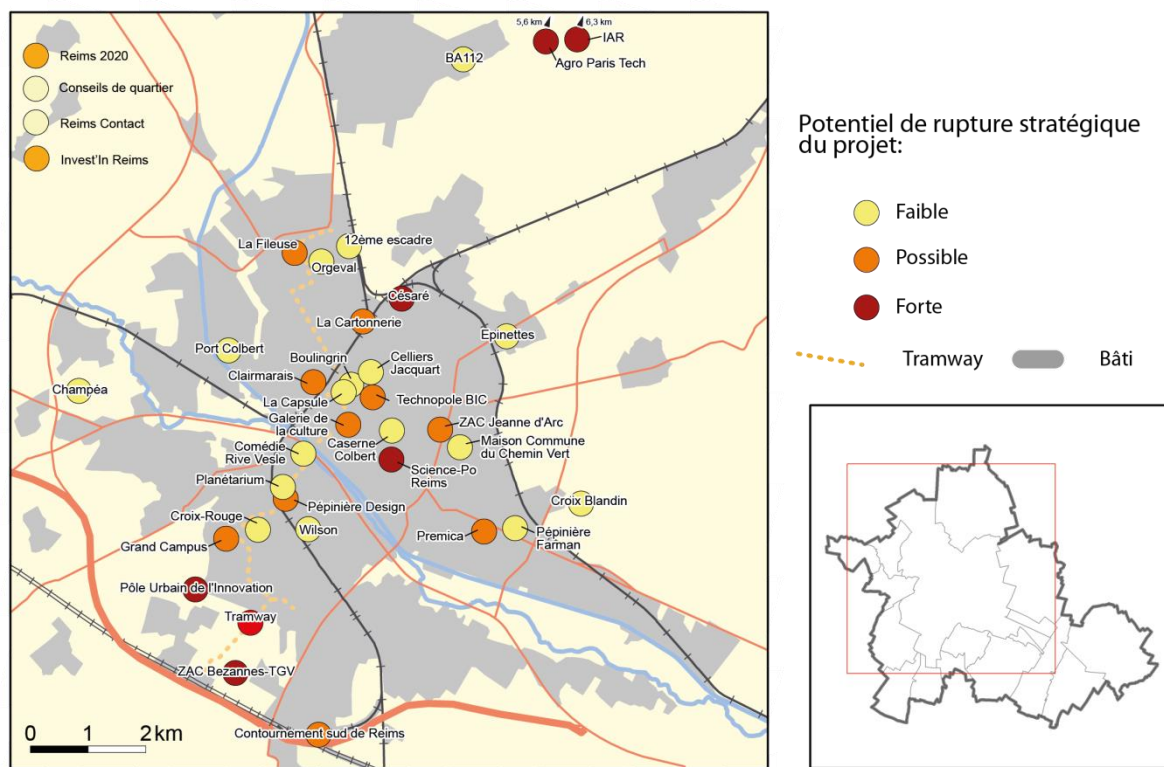 5,6 km
6,3 km
Reims 2020
IAR
BA112
Agro Paris Tech
Conseils de quartier
Reims Contact
Invest'In Reims
La Fileuse
12ème escadre
Orgeval
Césaré
La Cartonnerie
Epinettes
Port Colbert
Boulingrin
Celliers
Jacquart
Clairmarais
Champéa
La Capsule
Technopole BIC
Galerie de
la culture
ZAC Jeanne d'Arc
Caserne
Colbert
Maison Commune
du Chemin Vert
Comédie
Rive Vesle
Science-Po
Reims
Planétarium
Croix Blandin
Pépinière Design
Croix-Rouge
Wilson
Premica
Pépinière
Farman
Grand Campus
Pôle Urbain de l'Innovation
Tramway
ZAC Bezannes-TGV
Contournement sud de Reims
0 1 2 km
Potentiel de rupture stratégique
du projet:
Faible
Possible
Forte
Tramway
Bâti